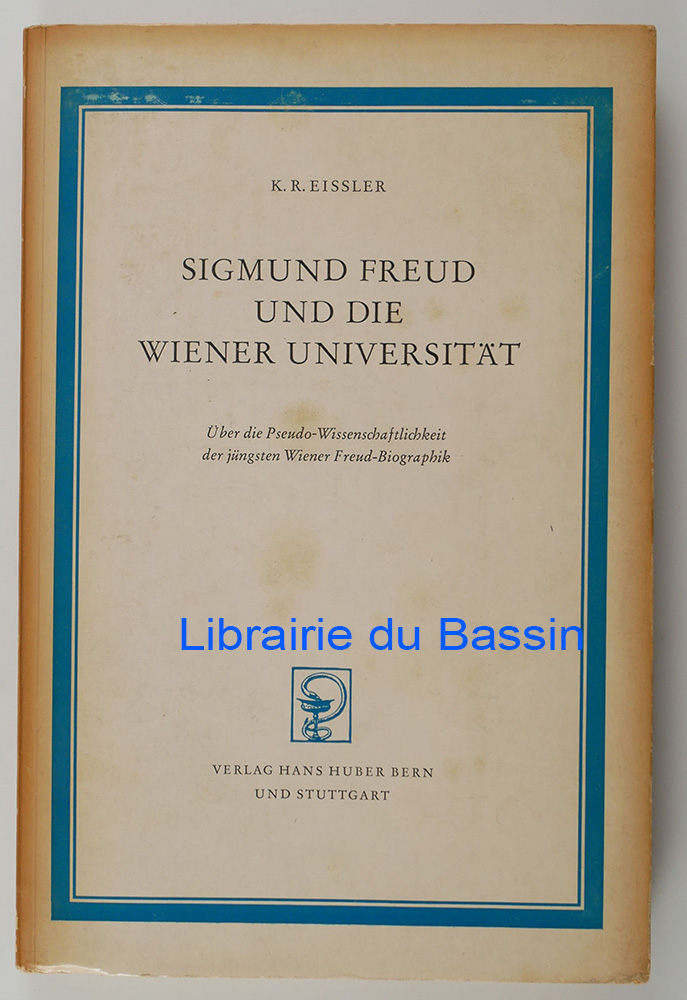 K. R. EISSLER
SIGMUND FREUD
UND DIE
WIENER UNIVERSITÄT
Über die Pseudo-Wissenschaftlichkeit
der jüngsten Wiener Freud-Biographik
Librairie du Bassin
VERLAG HANS HUBER BERN
UND STUTTGART